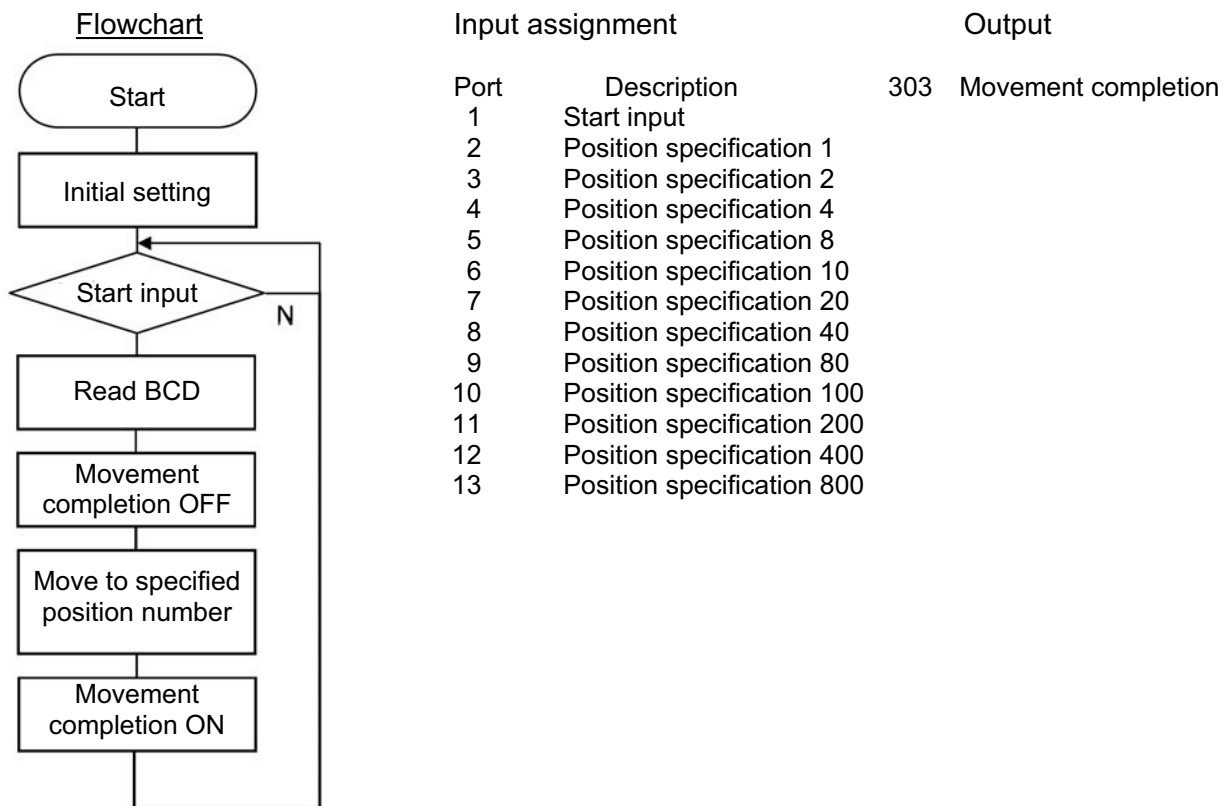 Flowchart
Start
Initial setting
Start input
N
Read BCD
Movement
completion OFF
Move to specified
position number
Movement
completion ON
Input assignment
Port Description
1 Start input
2 Position specification 1
3 Position specification 2
4 Position specification 4
5 Position specification 8
6 Position specification 10
7 Position specification 20
8 Position specification 40
9 Position specification 80
10 Position specification 100
11 Position specification 200
12 Position specification 400
13 Position specification 800
Output
303 Movement completion